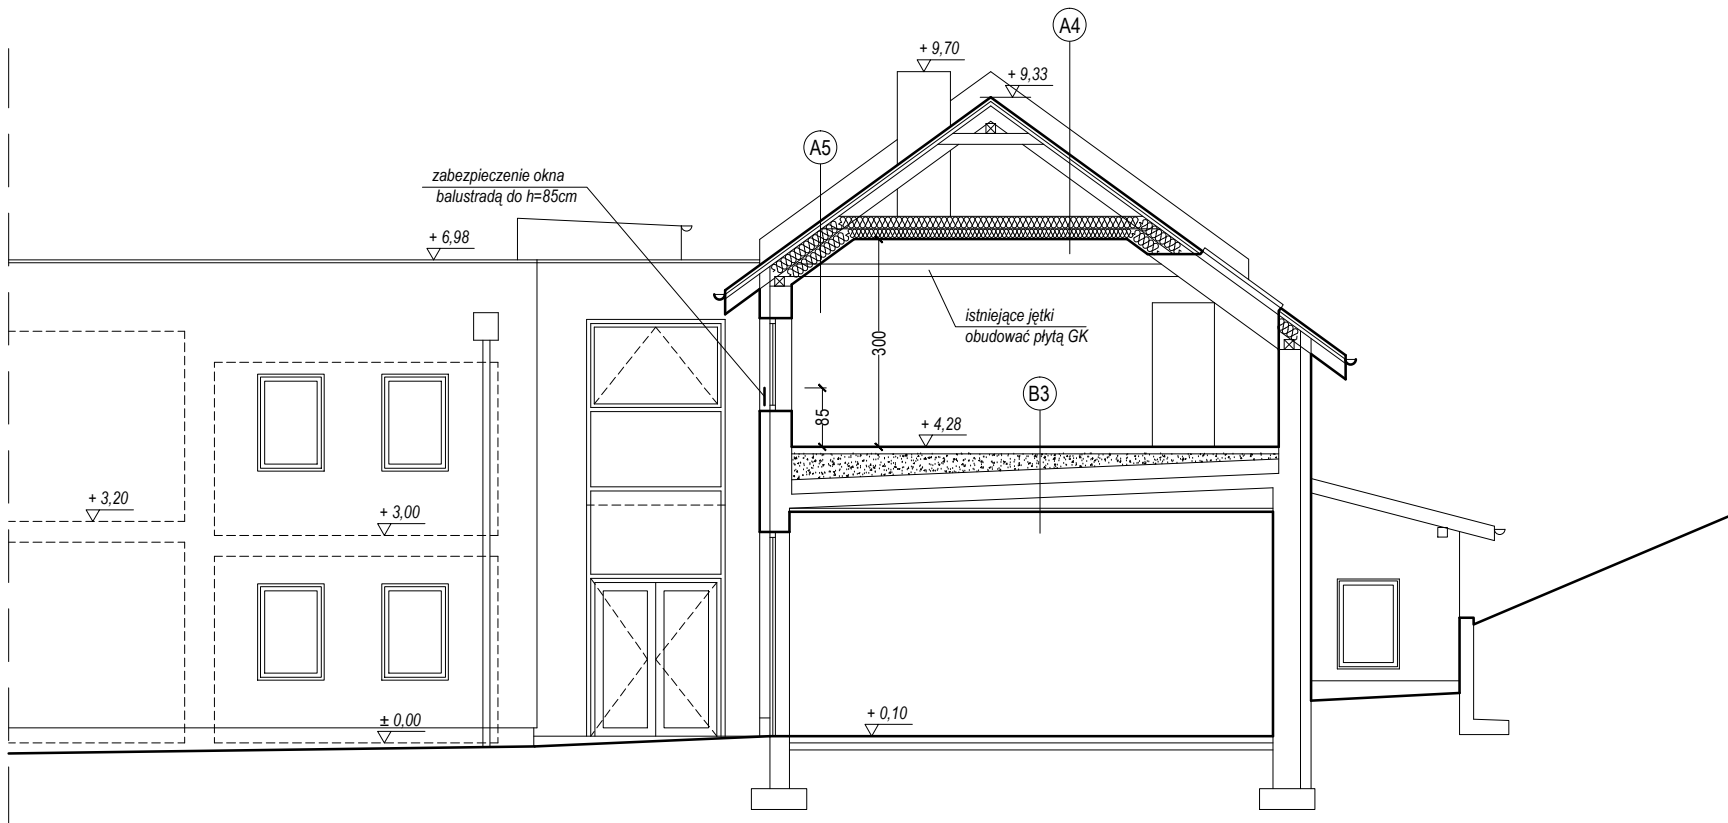 A4
+ 9,70
+ 9,33
A5
zabezpieczenie okna
balustradą do h=85cm
+ 6,98
istniejące jętki
obudować płytą GK
300
85
B3
+ 4,28
+ 3,20
+ 3,00
± 0,00
+ 0,10